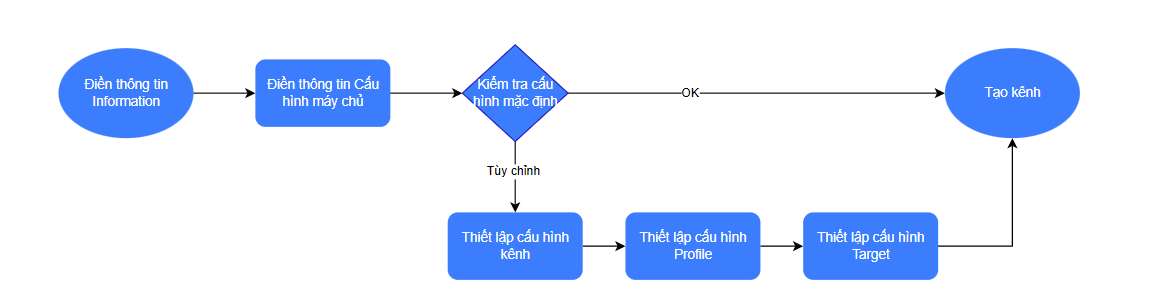 Điền thông tin
Information
Điền thông tin Cấu
hình máy chủ
Kiểm tra cấu
hình mặc định
OK
Tạo kênh
Tùy chỉnh
Thiết lập cấu hình
kênh
Thiết lập cấu hình
Profile
Thiết lập cấu hình
Target